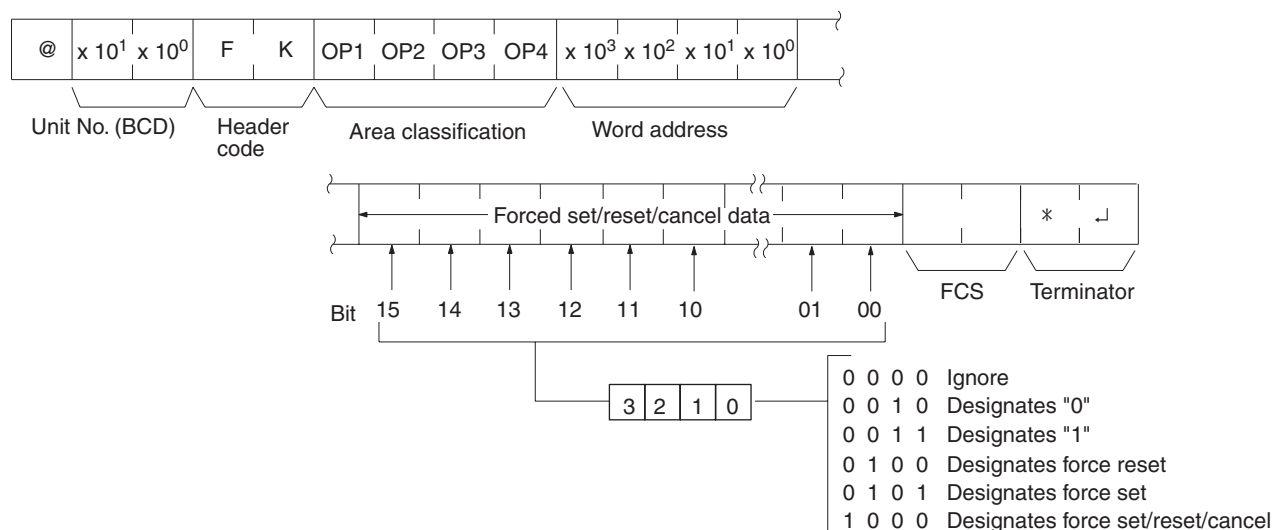 @ x 10¹ x 10⁰ F K OP1 OP2 OP3 OP4 x 10³ x 10² x 10¹ x 10⁰
Unit No. (BCD) Header code Area classification Word address
Forced set/reset/cancel data * ↵
Bit 15 14 13 12 11 10 01 00 FCS Terminator
3 2 1 0
0 0 0 0 Ignore
0 0 1 0 Designates "0"
0 0 1 1 Designates "1"
0 1 0 0 Designates force reset
0 1 0 1 Designates force set
1 0 0 0 Designates force set/reset/cancel